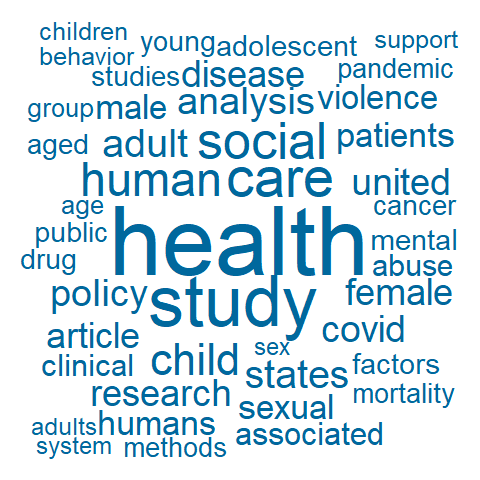 children
young adolescent support
behavior
studies disease pandemic
group male analysis violence
aged adult social patients
human care united
age health cancer
public mental
drug abuse
policy study female
article covid
clinical child sex states factors
research sexual mortality
adults humans associated
system methods